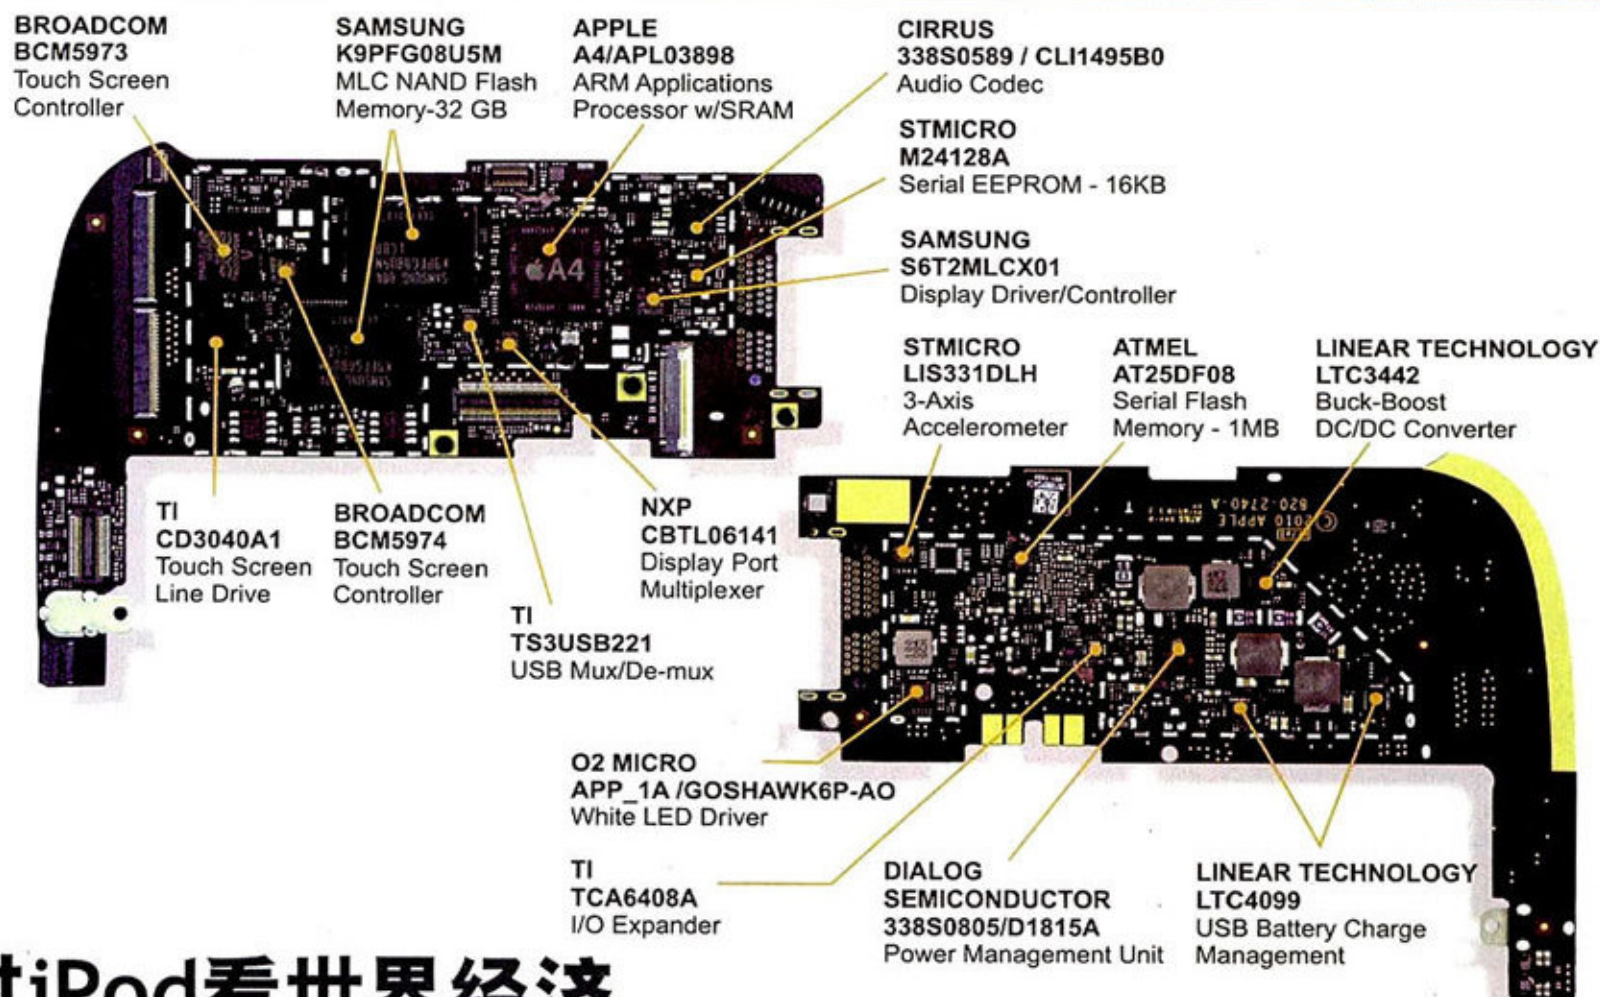 BROADCOM
BCM5973
Touch Screen
Controller
SAMSUNG
K9PFG08U5M
MLC NAND Flash
Memory-32 GB
APPLE
A4/APL03898
ARM Applications
Processor w/SRAM
CIRRUS
338S0589 / CLI1495B0
Audio Codec
STMICRO
M24128A
Serial EEPROM - 16KB
SAMSUNG
S6T2MLCX01
Display Driver/Controller
A4
STMICRO
LIS331DLH
3-Axis
Accelerometer
ATMEL
AT25DF08
Serial Flash
Memory - 1MB
LINEAR TECHNOLOGY
LTC3442
Buck-Boost
DC/DC Converter
TI
CD3040A1
Touch Screen
Line Drive
BROADCOM
BCM5974
Touch Screen
Controller
NXP
CBTL06141
Display Port
Multiplexer
TI
TS3USB221
USB Mux/De-mux
820-2740-A
© 2010 APPLE
O2 MICRO
APP_1A /GOSHAWK6P-AO
White LED Driver
TI
TCA6408A
I/O Expander
DIALOG
SEMICONDUCTOR
338S0805/D1815A
Power Management Unit
LINEAR TECHNOLOGY
LTC4099
USB Battery Charge
Management
iPod看世界经济